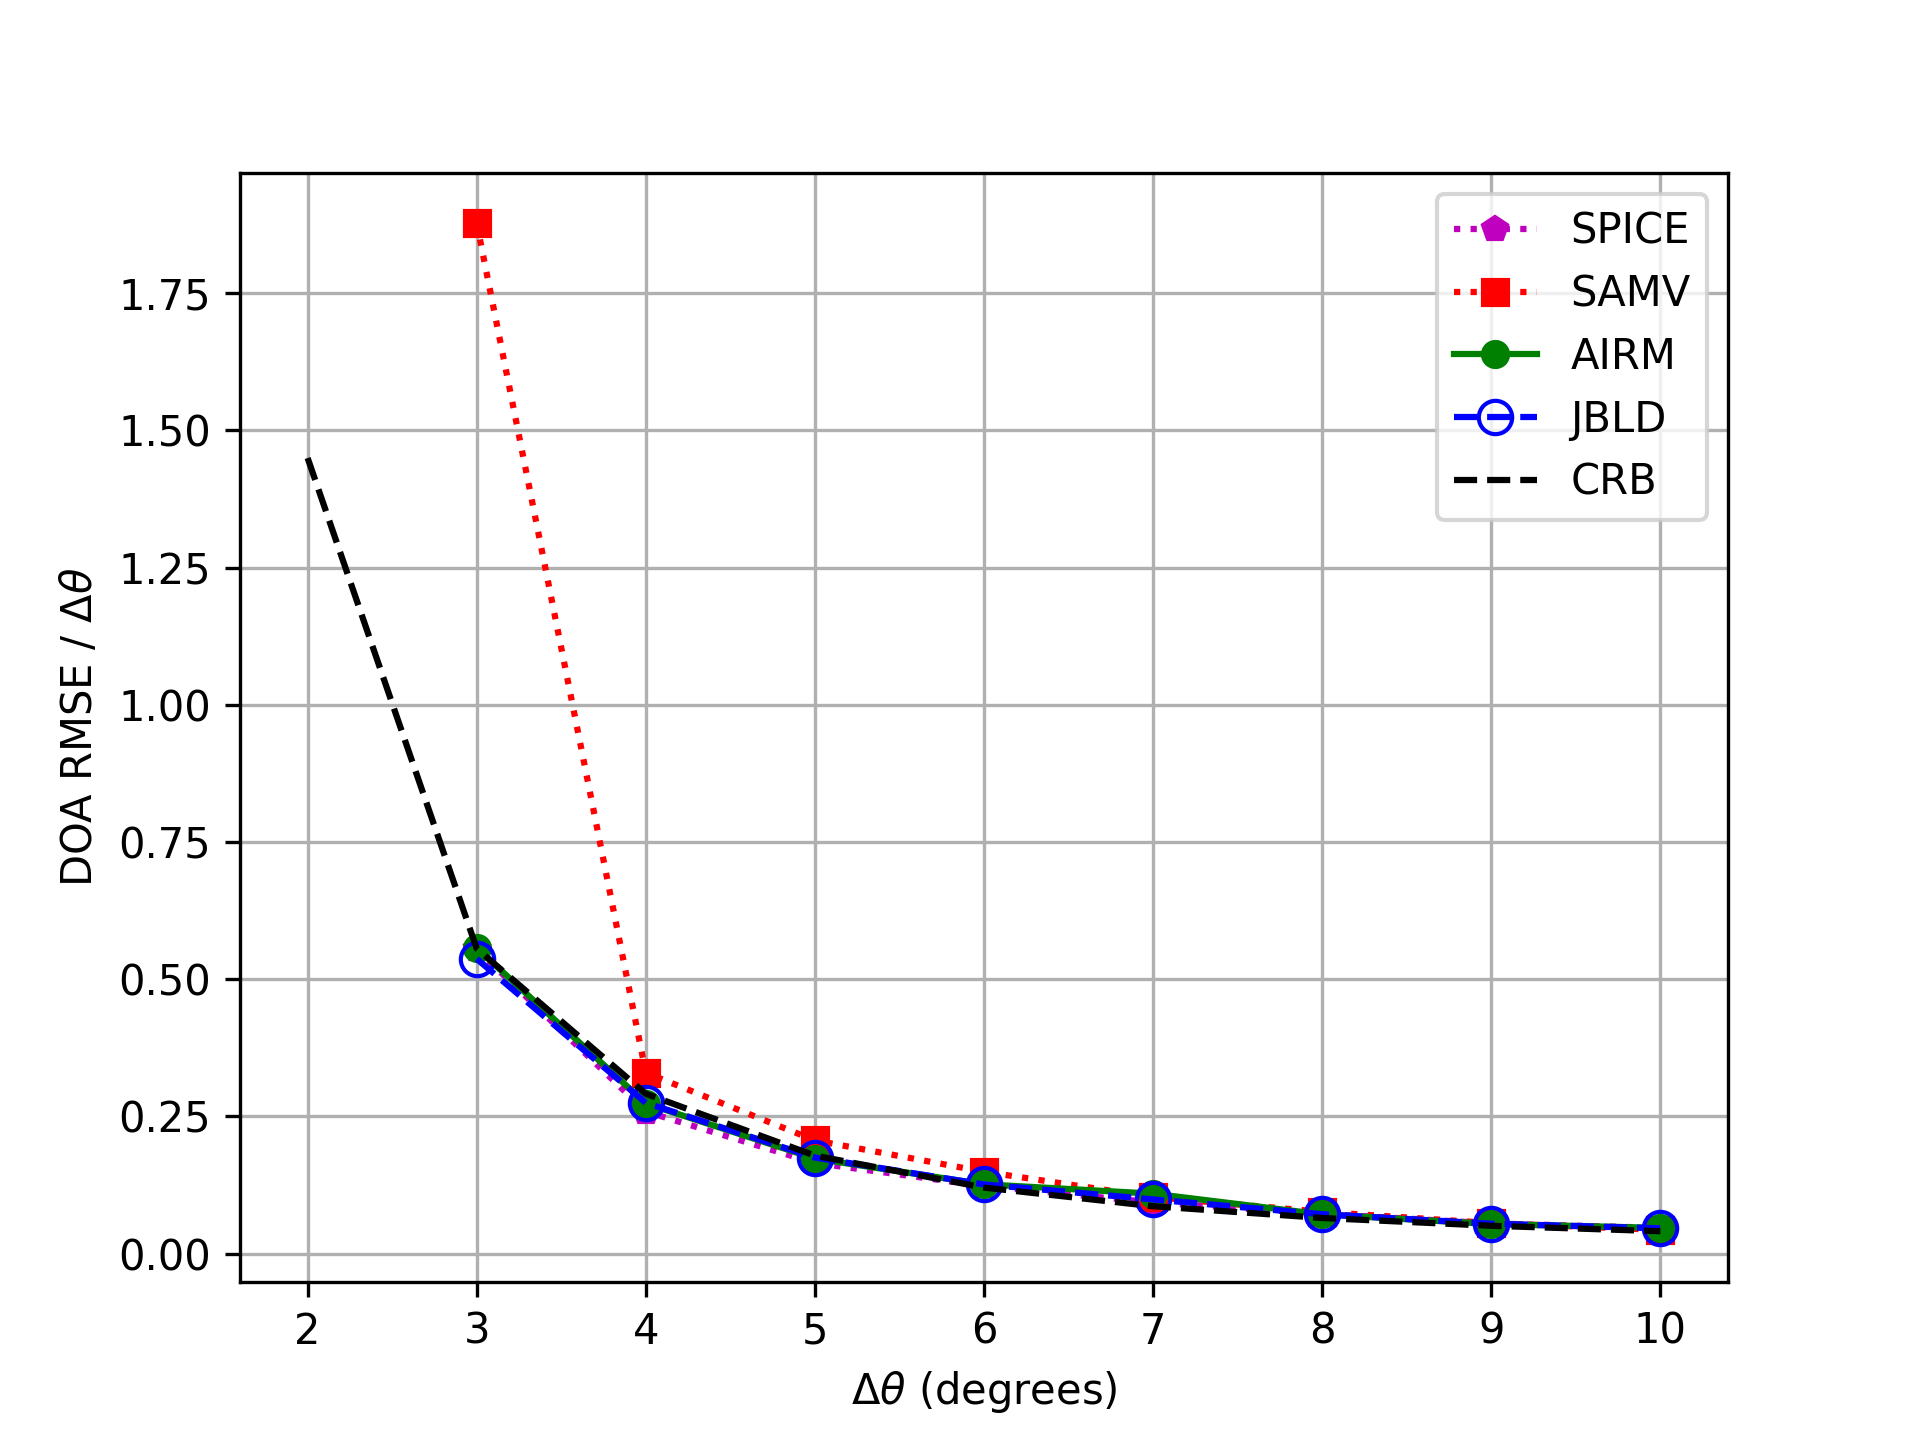 SPICE
SAMV
AIRM
JBLD
CRB
1.75
1.50
1.25
1.00
0.75
0.50
0.25
0.00
DOA RMSE / Δθ
2 3 4 5 6 7 8 9 10
Δθ (degrees)